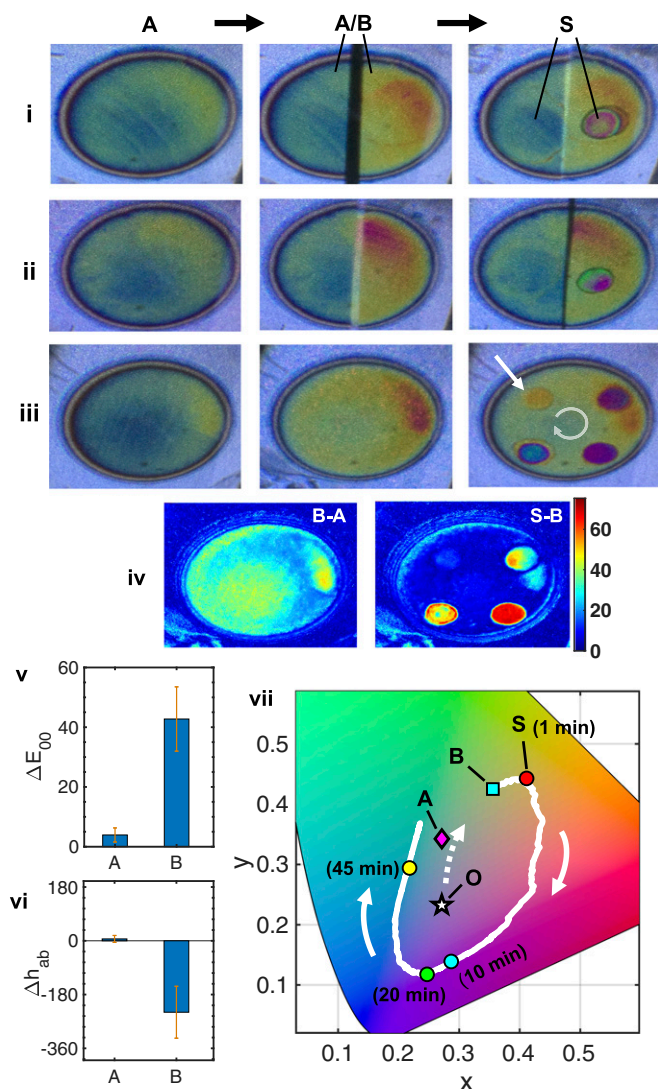 A A/B S
i
ii
iii
B-A S-B
iv
60
40
20
0
v
60
40
20
0
ΔE00
A B
vi
180
0
-180
-360
Δhab
A B
vii
S (1 min)
B
A
(45 min)
O
(20 min)
(10 min)
0.5
0.4
0.3
0.2
0.1
y
0.1 0.2 0.3 0.4 0.5
x